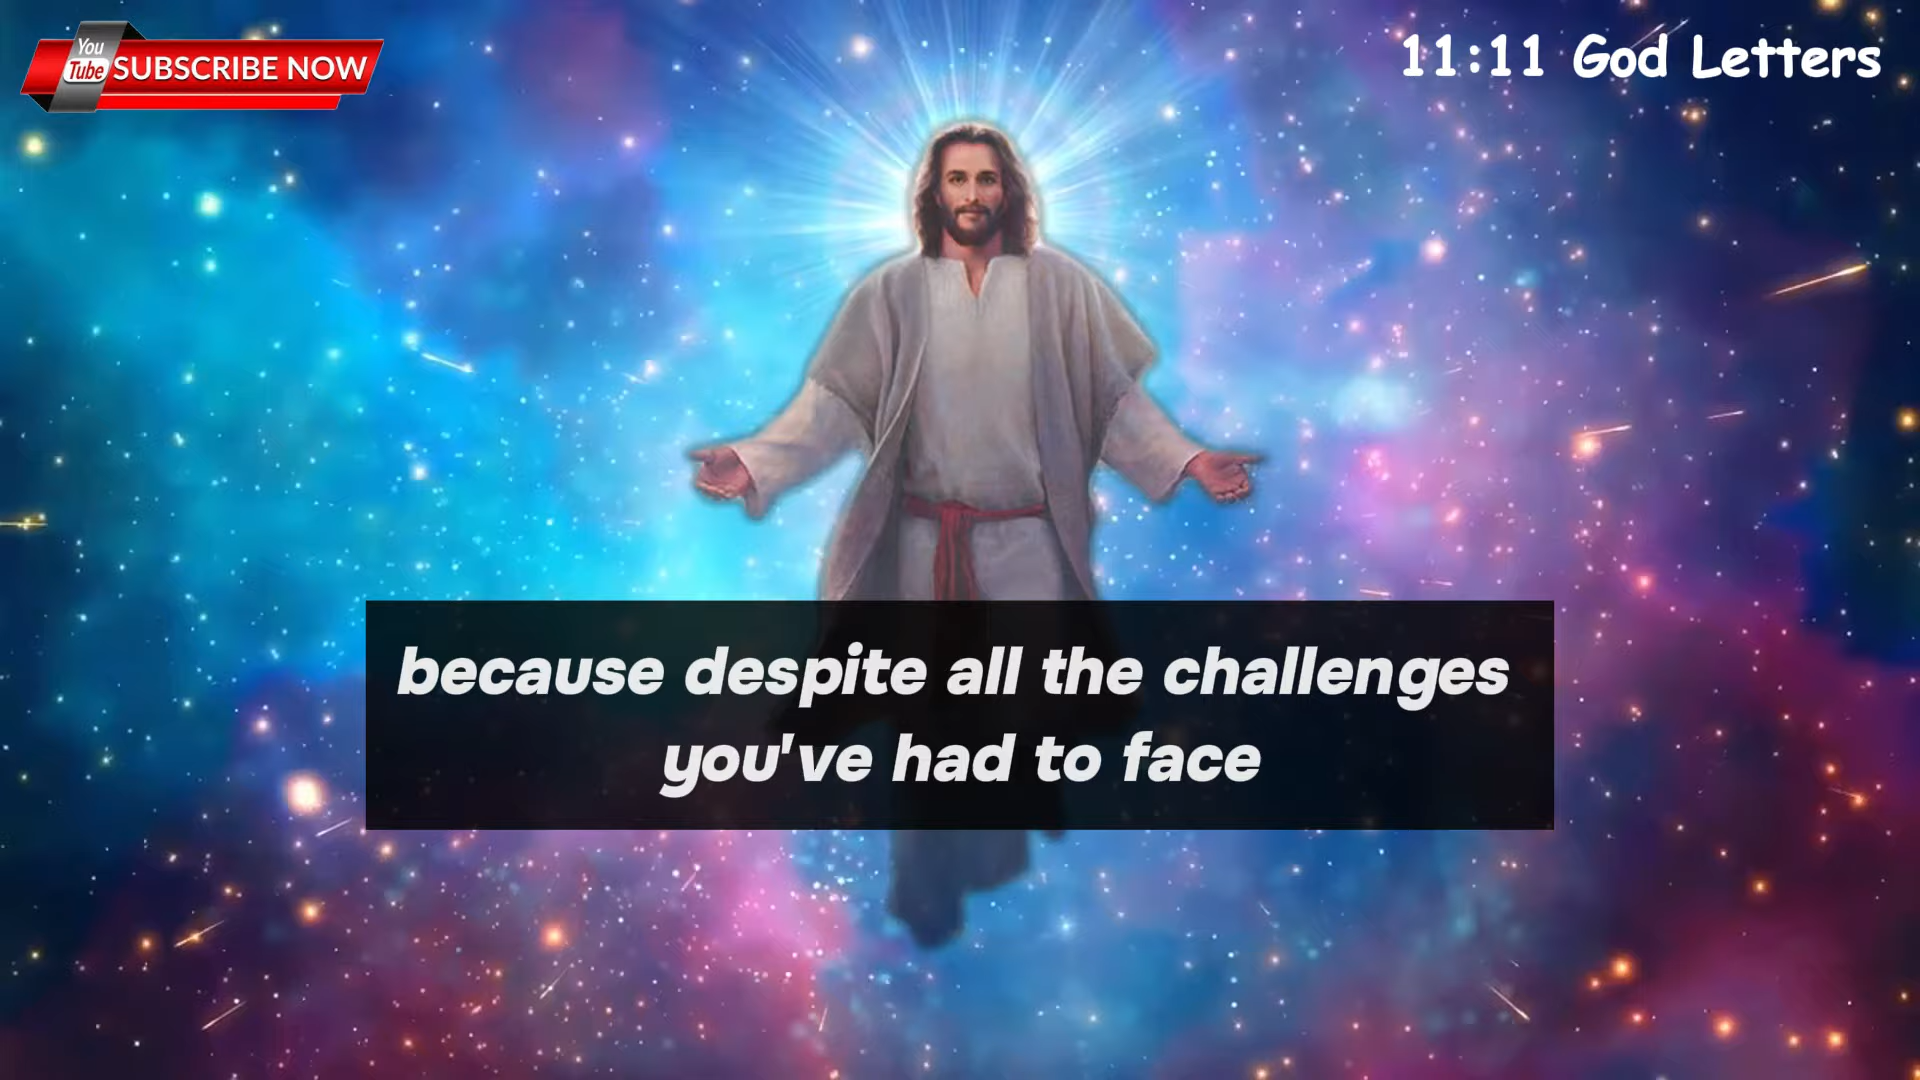 You
Tube
SUBSCRIBE NOW
11:11 God Letters
because despite all the challenges
you've had to face